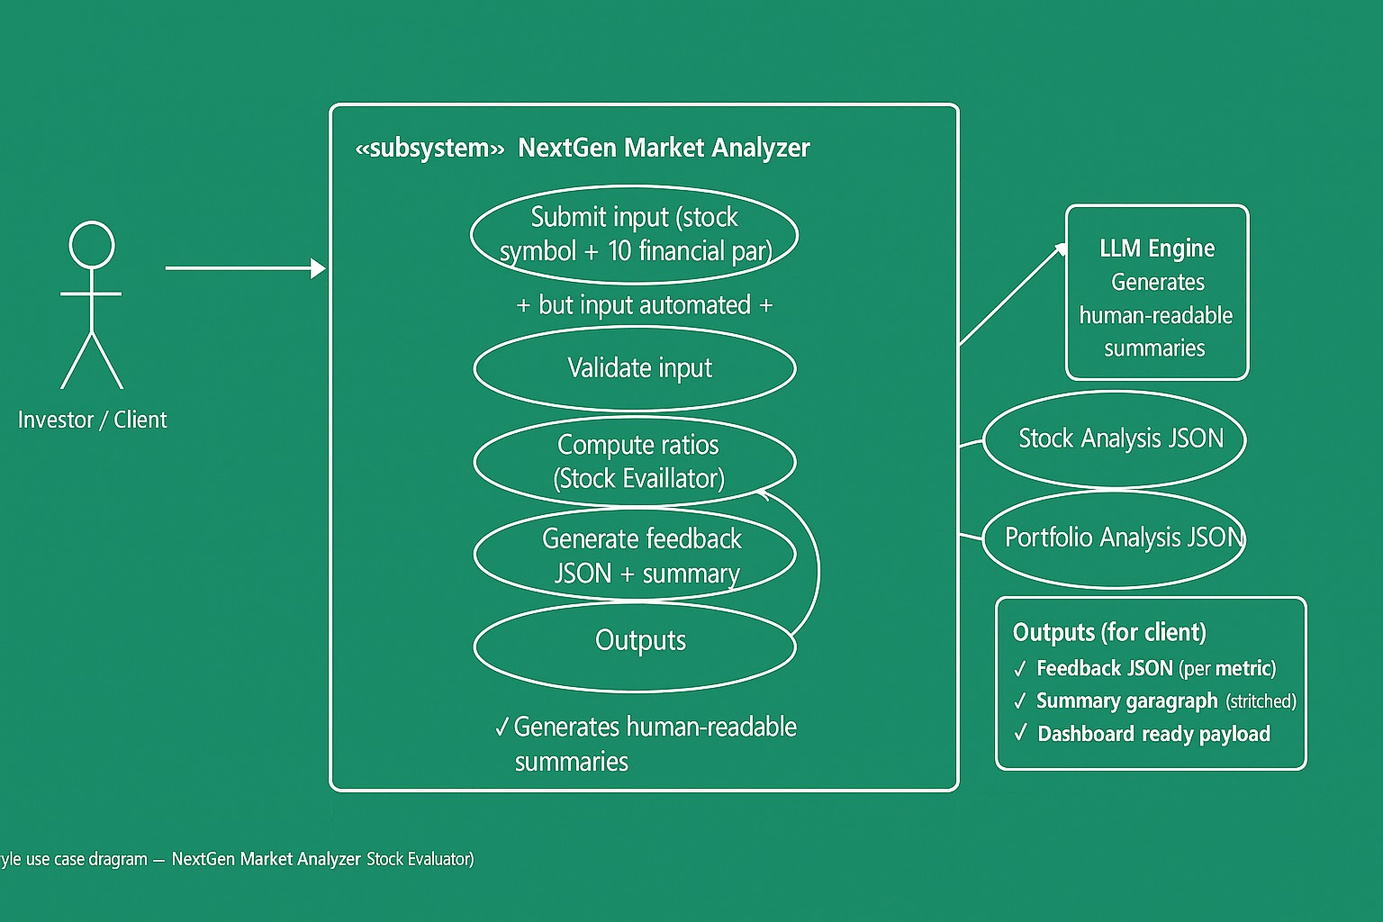 «subsystem» NextGen Market Analyzer
Submit input (stock
symbol + 10 financial par)
+ but input automated +
Validate input
Compute ratios
(Stock Evaillator)
Generate feedback
JSON + summary
Outputs
✓ Generates human-readable
summaries
Investor / Client
LLM Engine
Generates
human-readable
summaries
Stock Analysis JSON
Portfolio Analysis JSON
Outputs (for client)
✓ Feedback JSON (per metric)
✓ Summary garagraph (stritched)
✓ Dashboard ready payload
yle use case dragram — NextGen Market Analyzer Stock Evaluator)